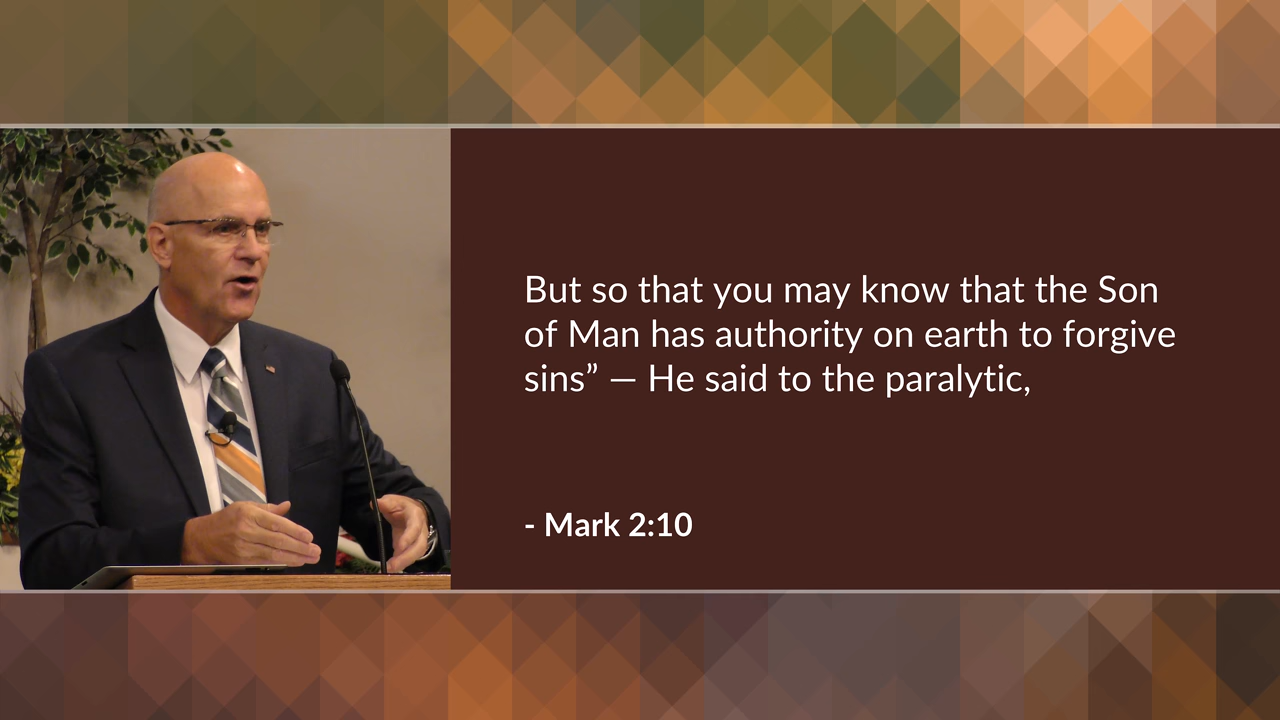 But so that you may know that the Son
of Man has authority on earth to forgive
sins” — He said to the paralytic,
- Mark 2:10